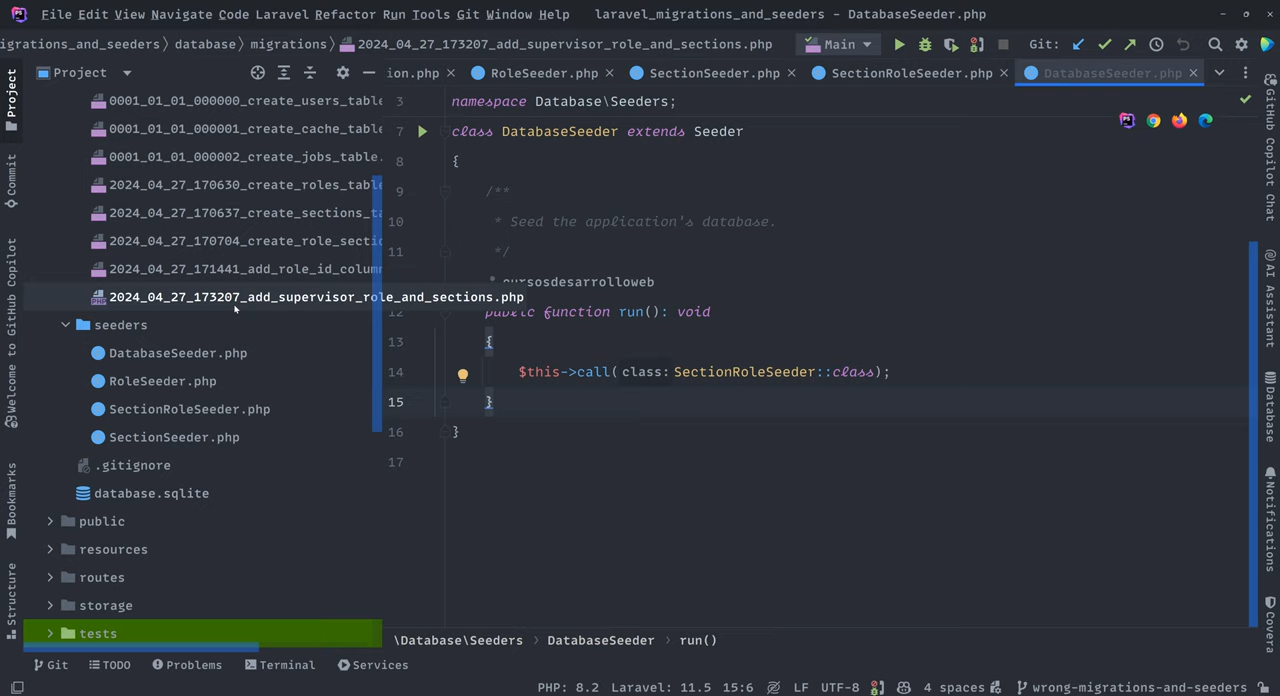 File Edit View Navigate Code Laravel Refactor Run Tools Git Window Help laravel_migrations_and_seeders - DatabaseSeeder.php
igrations_and_seeders 〉 database 〉 migrations 〉 2024_04_27_173207_add_supervisor_role_and_sections.php Main Git:
Project
ion.php RoleSeeder.php SectionSeeder.php SectionRoleSeeder.php DatabaseSeeder.php
0001_01_01_000000_create_users_table
0001_01_01_000001_create_cache_table
0001_01_01_000002_create_jobs_table.
2024_04_27_170630_create_roles_table
2024_04_27_170637_create_sections_ta
2024_04_27_170704_create_role_sectio
2024_04_27_171441_add_role_id_column
2024_04_27_173207_add_supervisor_role_and_sections.php
seeders
DatabaseSeeder.php
RoleSeeder.php
SectionRoleSeeder.php
SectionSeeder.php
.gitignore
database.sqlite
public
resources
routes
storage
tests
3 namespace Database\Seeders;
7 class DatabaseSeeder extends Seeder
8 {
9 /**
10 * Seed the application's database.
11 */
cursosdesarrolloweb
12 public function run(): void
13 {
14 $this->call( class: SectionRoleSeeder::class);
15 }
16 }
17
\Database\Seeders 〉 DatabaseSeeder 〉 run()
Project
Commit
Welcome to GitHub Copilot
Bookmarks
Structure
GitHub Copilot Chat
AI Assistant
Database
Notifications
Covera
Git TODO Problems Terminal Services
PHP: 8.2 Laravel: 11.5 15:6 LF UTF-8 4 spaces wrong-migrations-and-seeders